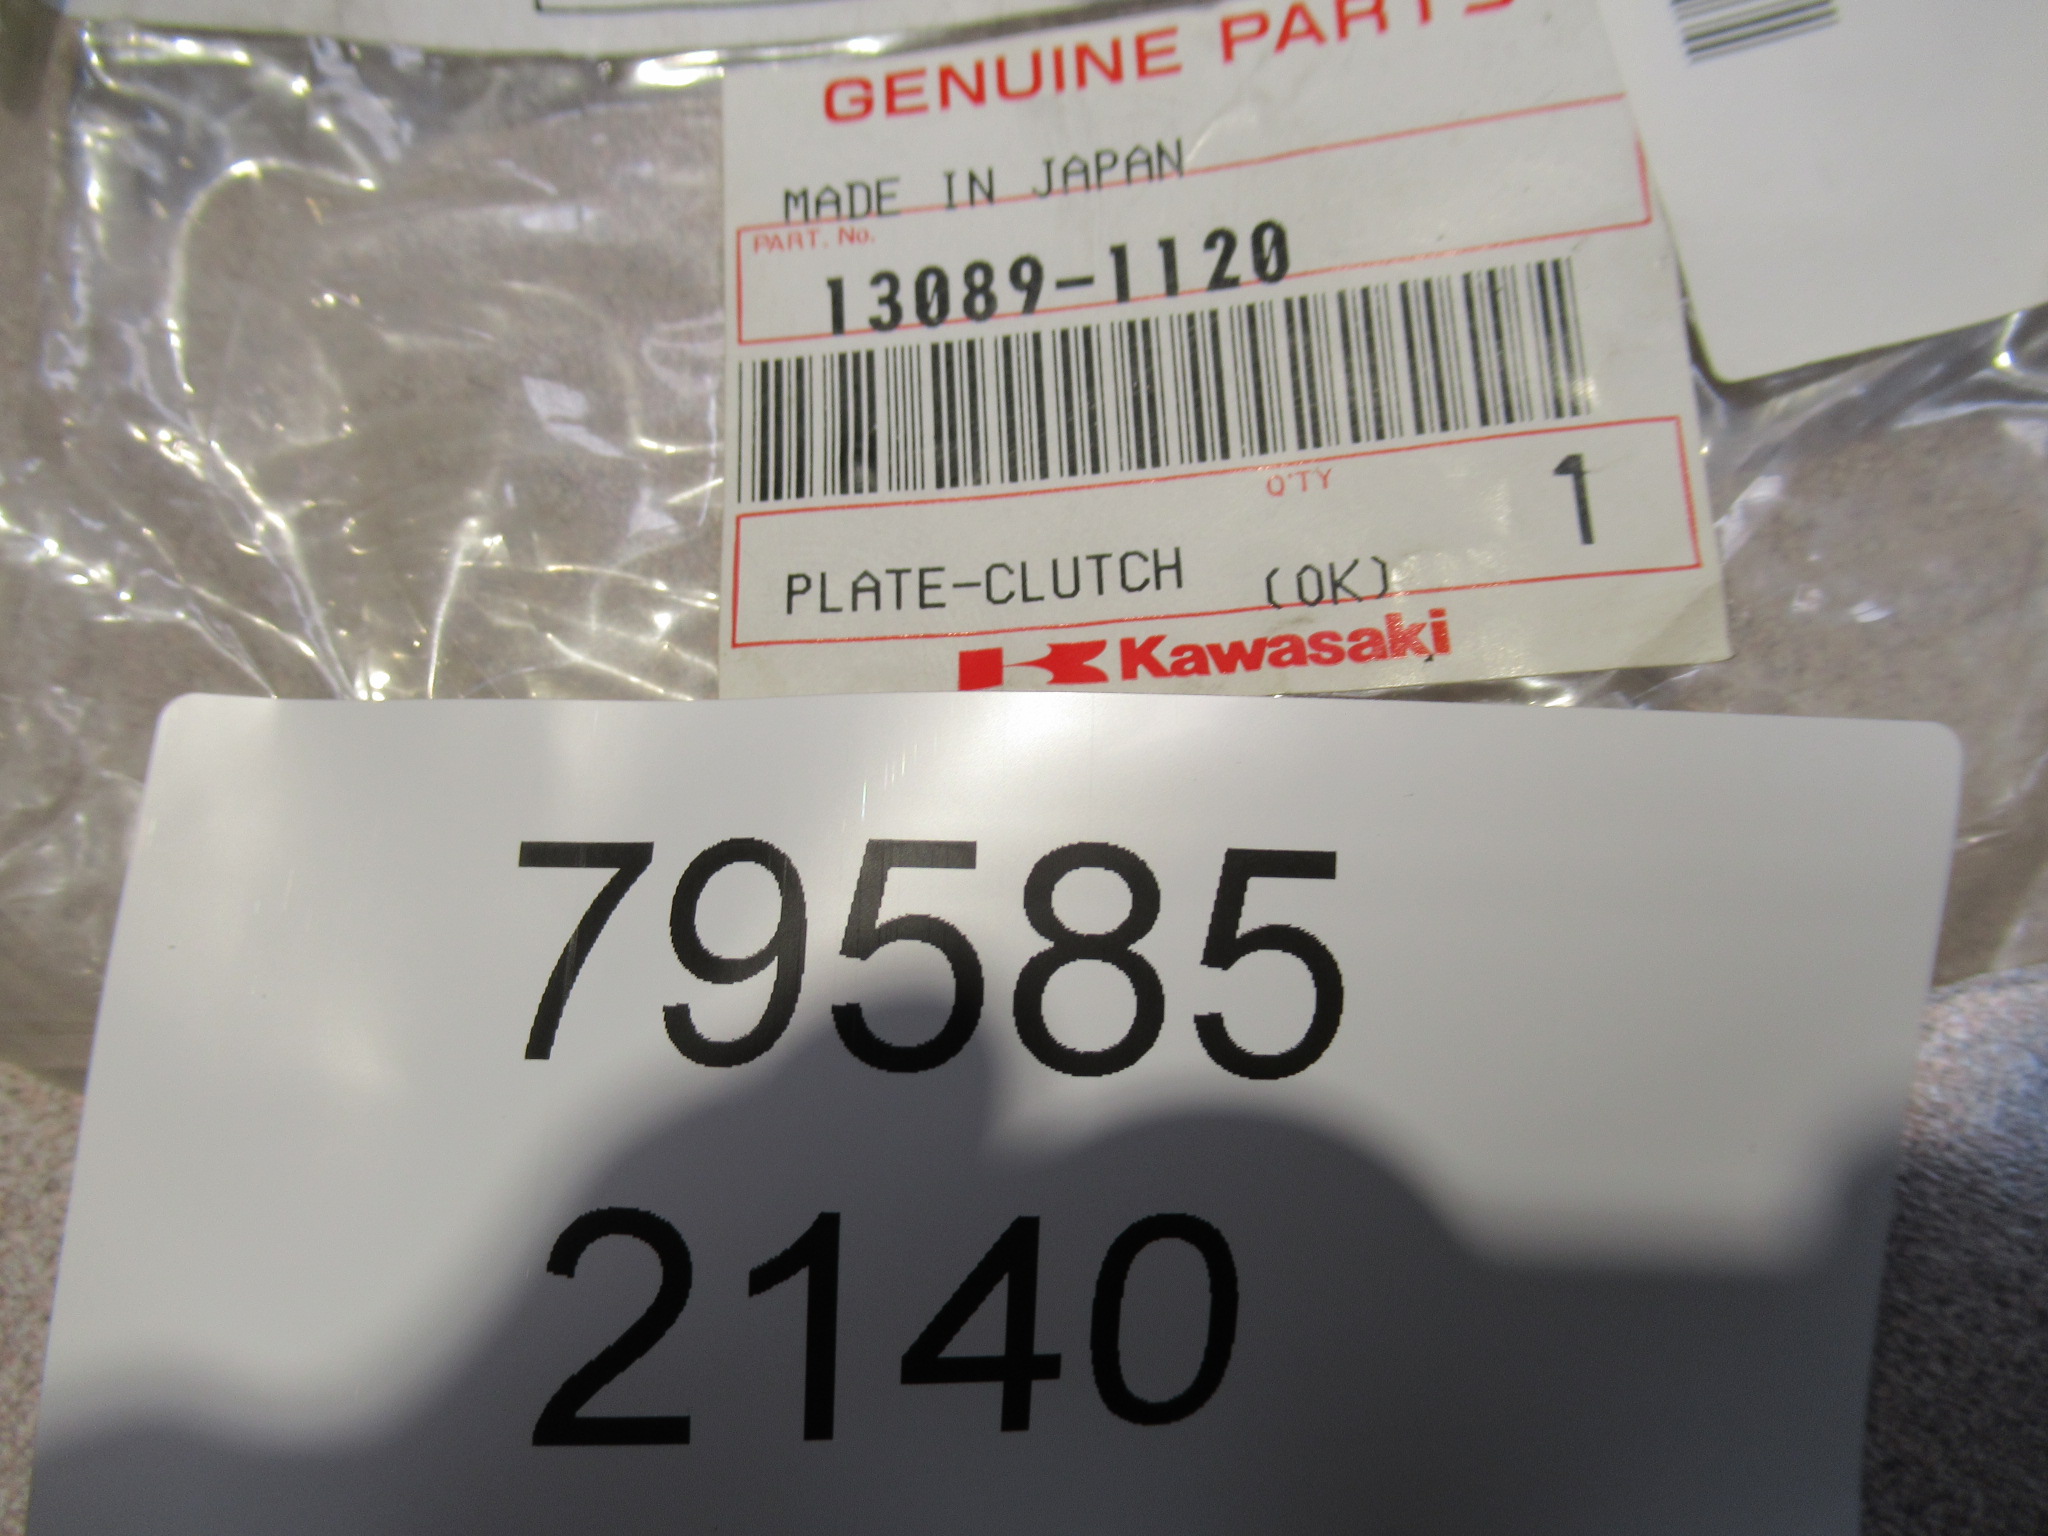 GENUINE PARTS
MADE IN JAPAN
PART. No.
13089-1120
Q'TY
1
PLATE-CLUTCH (OK)
Kawasaki
79585
2140